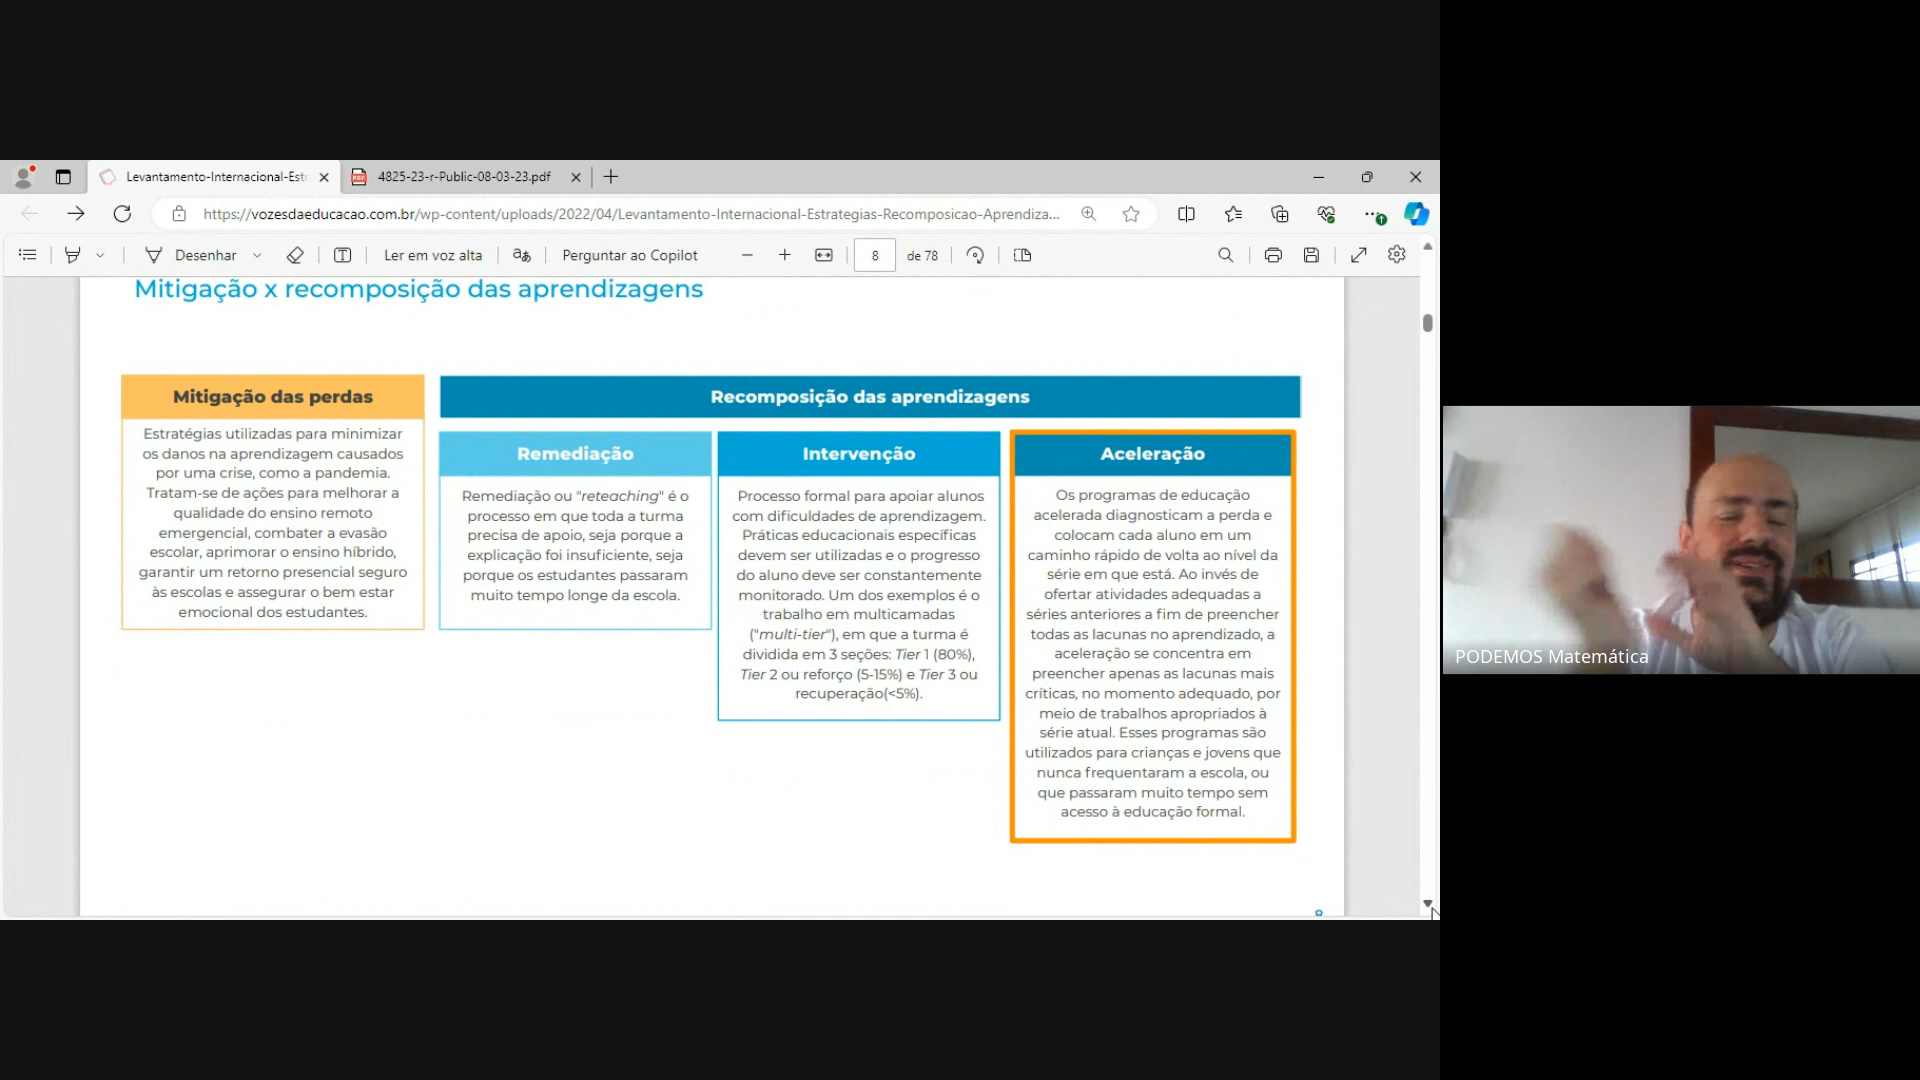 Levantamento-Internacional-Estr
4825-23-r-Public-08-03-23.pdf
https://vozesdaeducacao.com.br/wp-content/uploads/2022/04/Levantamento-Internacional-Estrategias-Recomposicao-Aprendiza...
Desenhar
Ler em voz alta
Perguntar ao Copilot
8
de 78
Mitigação x recomposição das aprendizagens
Mitigação das perdas
Estratégias utilizadas para minimizar
os danos na aprendizagem causados
por uma crise, como a pandemia.
Tratam-se de ações para melhorar a
qualidade do ensino remoto
emergencial, combater a evasão
escolar, aprimorar o ensino híbrido,
garantir um retorno presencial seguro
às escolas e assegurar o bem estar
emocional dos estudantes.
Recomposição das aprendizagens
Remediação
Remediação ou "reteaching" é o
processo em que toda a turma
precisa de apoio, seja porque a
explicação foi insuficiente, seja
porque os estudantes passaram
muito tempo longe da escola.
Intervenção
Processo formal para apoiar alunos
com dificuldades de aprendizagem.
Práticas educacionais específicas
devem ser utilizadas e o progresso
do aluno deve ser constantemente
monitorado. Um dos exemplos é o
trabalho em multicamadas
("multi-tier"), em que a turma é
dividida em 3 seções: Tier 1 (80%),
Tier 2 ou reforço (5-15%) e Tier 3 ou
recuperação(<5%).
Aceleração
Os programas de educação
acelerada diagnosticam a perda e
colocam cada aluno em um
caminho rápido de volta ao nível da
série em que está. Ao invés de
ofertar atividades adequadas a
séries anteriores a fim de preencher
todas as lacunas no aprendizado, a
aceleração se concentra em
preencher apenas as lacunas mais
críticas, no momento adequado, por
meio de trabalhos apropriados à
série atual. Esses programas são
utilizados para crianças e jovens que
nunca frequentaram a escola, ou
que passaram muito tempo sem
acesso à educação formal.
PODEMOS Matemática